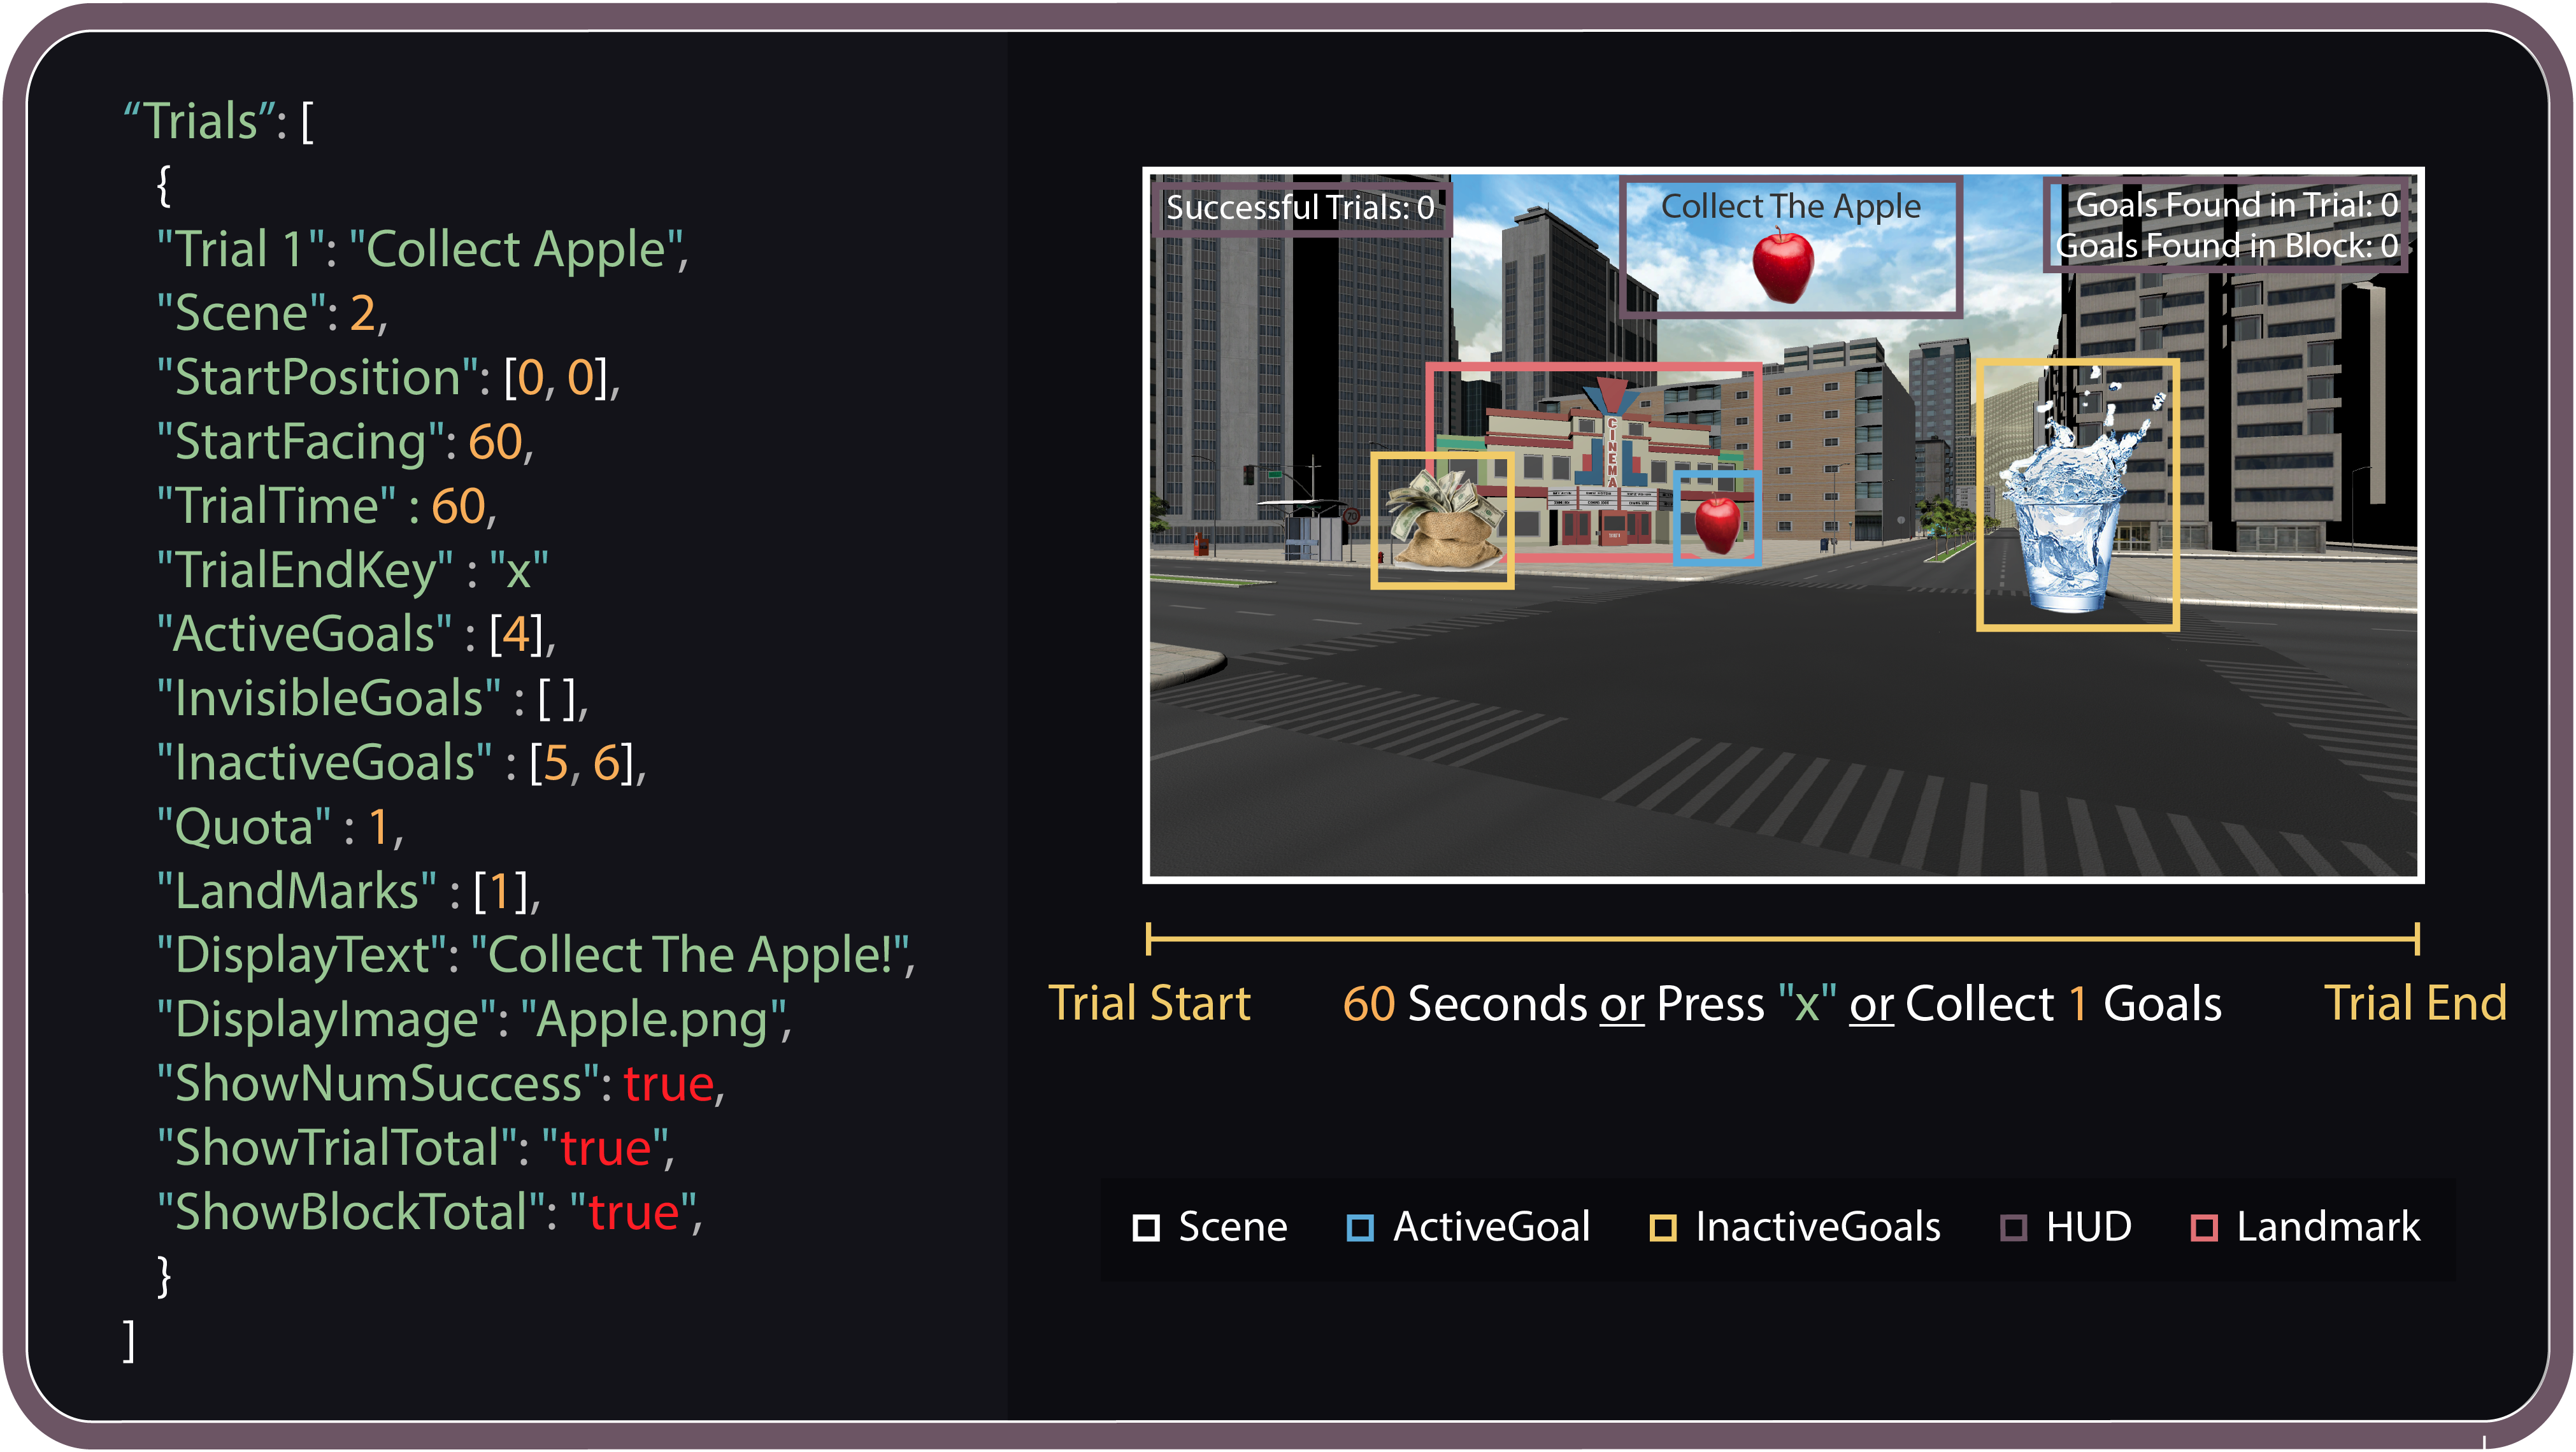 “Trials”: [
{
"Trial 1": "Collect Apple",
"Scene": 2,
"StartPosition": [0, 0],
"StartFacing": 60,
"TrialTime" : 60,
"TrialEndKey" : "x"
"ActiveGoals" : [4],
"InvisibleGoals" : [ ],
"InactiveGoals" : [5, 6],
"Quota" : 1,
"LandMarks" : [1],
"DisplayText": "Collect The Apple!",
"DisplayImage": "Apple.png",
"ShowNumSuccess": true,
"ShowTrialTotal": "true",
"ShowBlockTotal": "true",
}
]
Successful Trials: 0
Collect The Apple
Goals Found in Trial: 0
Goals Found in Block: 0
CINEMA
70
Trial Start
60 Seconds or Press "x" or Collect 1 Goals
Trial End
Scene
ActiveGoal
InactiveGoals
HUD
Landmark